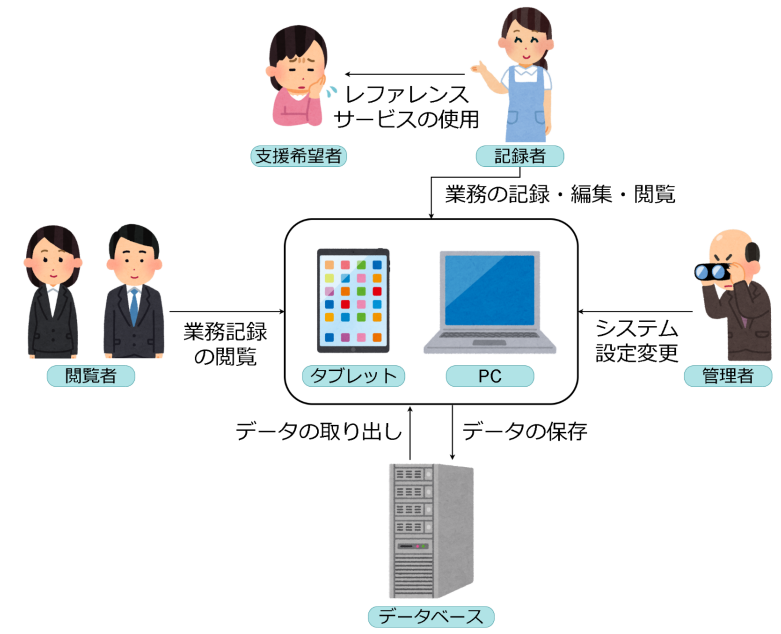 レファレンス
サービスの使用
支援希望者
記録者
業務の記録・編集・閲覧
業務記録
の閲覧
閲覧者
タブレット
PC
システム
設定変更
管理者
データの取り出し
データの保存
データベース